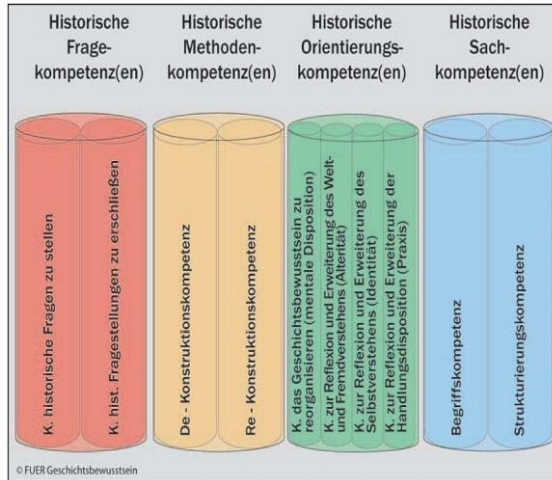 Historische
Frage-
kompetenz(en)
Historische
Methoden-
kompetenz(en)
Historische
Orientierungs-
kompetenz(en)
Historische
Sach-
kompetenz(en)
K. historische Fragen zu stellen
K. hist. Fragestellungen zu erschließen
De - Konstruktionskompetenz
Re - Konstruktionskompetenz
K. das Geschichtsbewusstsein zu
reorganisieren (mentale Disposition)
K. zur Reflexion und Erweiterung des Welt-
und Fremdverstehens (Alterität)
K. zur Reflexion und Erweiterung des
Selbstverstehens (Identität)
K. zur Reflexion und Erweiterung der
Handlungsdisposition (Praxis)
Begriffskompetenz
Strukturierungskompetenz
© FUER Geschichtsbewusstsein